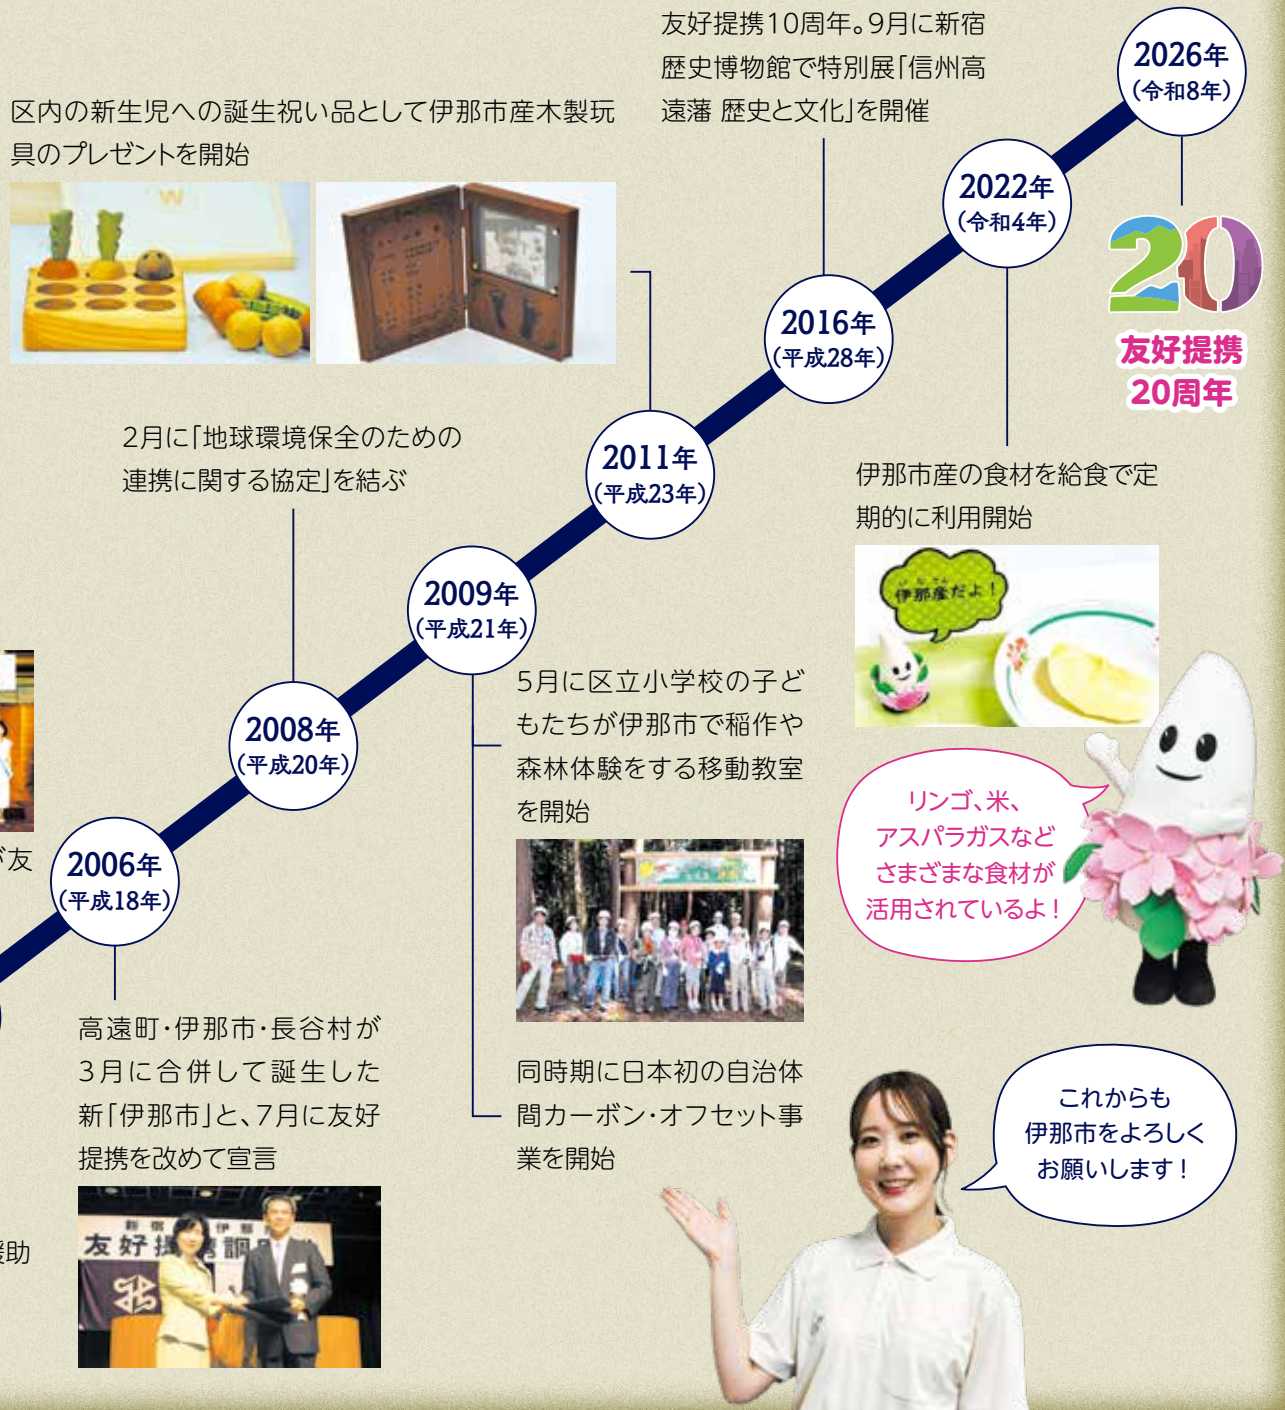 友好提携10周年。9月に新宿
歴史博物館で特別展「信州高
遠藩 歴史と文化」を開催
2026年
(令和8年)
区内の新生児への誕生祝い品として伊那市産木製玩
具のプレゼントを開始
W
2022年
(令和4年)
20
友好提携
20周年
2016年
(平成28年)
2月に「地球環境保全のための
連携に関する協定」を結ぶ
2011年
(平成23年)
伊那市産の食材を給食で定
期的に利用開始
伊那産だよ!
2009年
(平成21年)
5月に区立小学校の子ど
もたちが伊那市で稲作や
森林体験をする移動教室
を開始
2008年
(平成20年)
リンゴ、米、
アスパラガスなど
さまざまな食材が
活用されているよ!
が友
2006年
(平成18年)
高遠町・伊那市・長谷村が
3月に合併して誕生した
新「伊那市」と、7月に友好
提携を改めて宣言
同時期に日本初の自治体
間カーボン・オフセット事
業を開始
これからも
伊那市をよろしく
お願いします!
援助
新宿 伊那
友好提携調